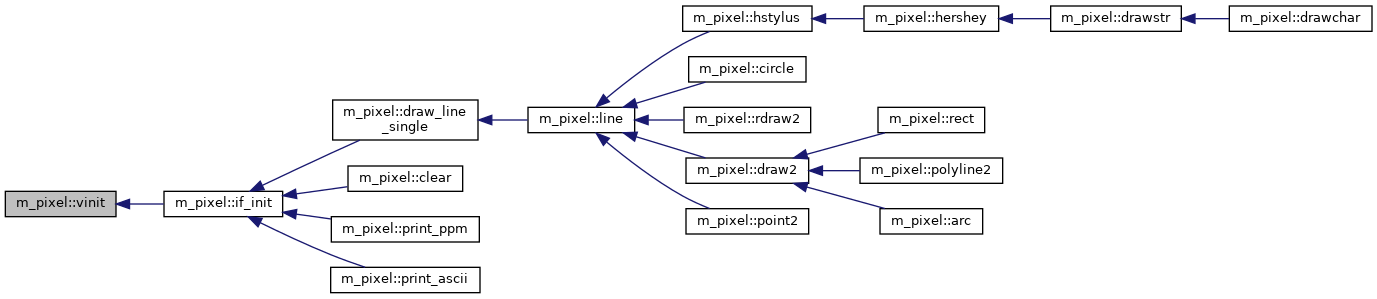 m_pixel::hstylus
m_pixel::hershey
m_pixel::drawstr
m_pixel::drawchar
m_pixel::circle
m_pixel::draw_line
_single
m_pixel::line
m_pixel::rdraw2
m_pixel::rect
m_pixel::draw2
m_pixel::polyline2
m_pixel::clear
m_pixel::vinit
m_pixel::if_init
m_pixel::point2
m_pixel::arc
m_pixel::print_ppm
m_pixel::print_ascii